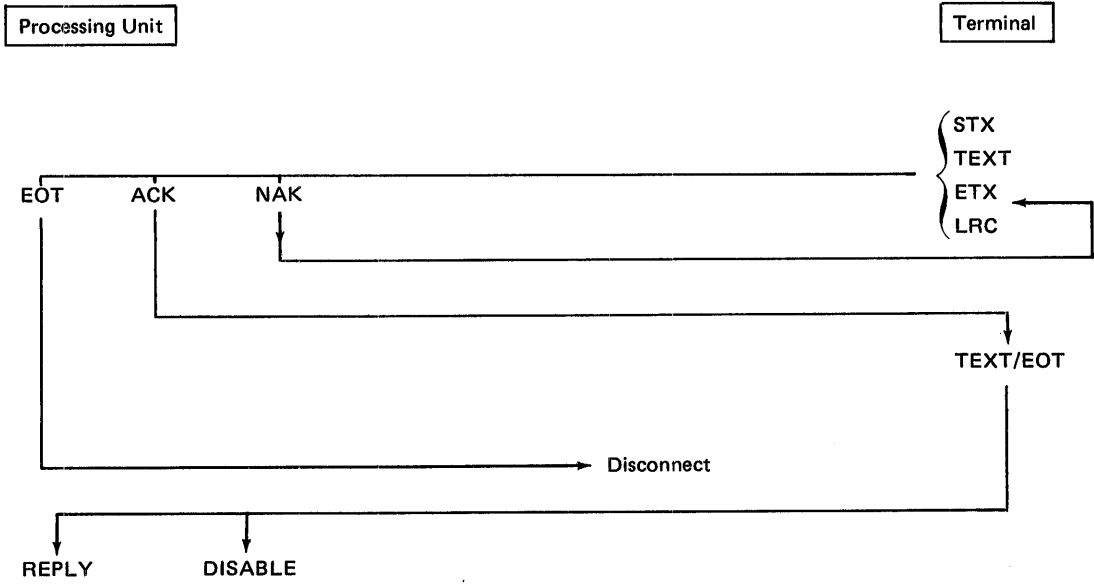 Processing Unit
Terminal
STX
TEXT
EOT ACK NAK
ETX
LRC
TEXT/EOT
Disconnect
REPLY DISABLE